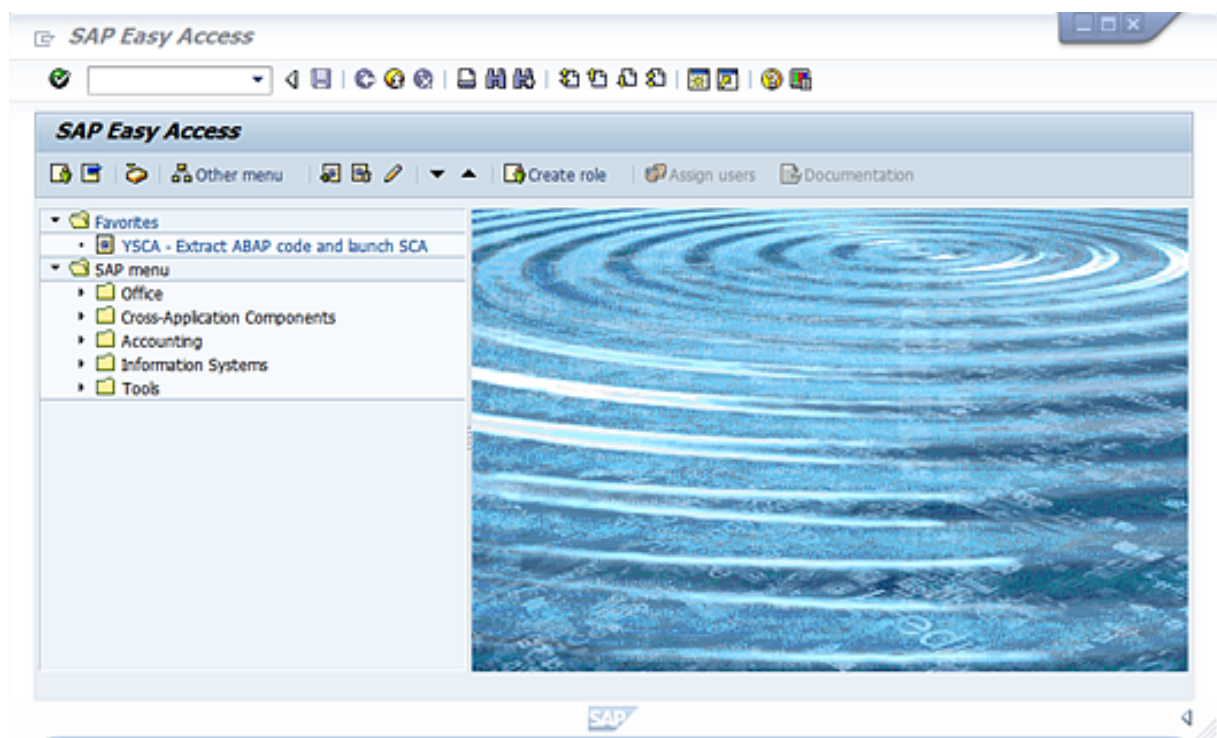 SAP Easy Access
SAP Easy Access
Other menu Create role Assign users Documentation
Favorites
YSCA - Extract ABAP code and launch SCA
SAP menu
Office
Cross-Application Components
Accounting
Information Systems
Tools
SAP